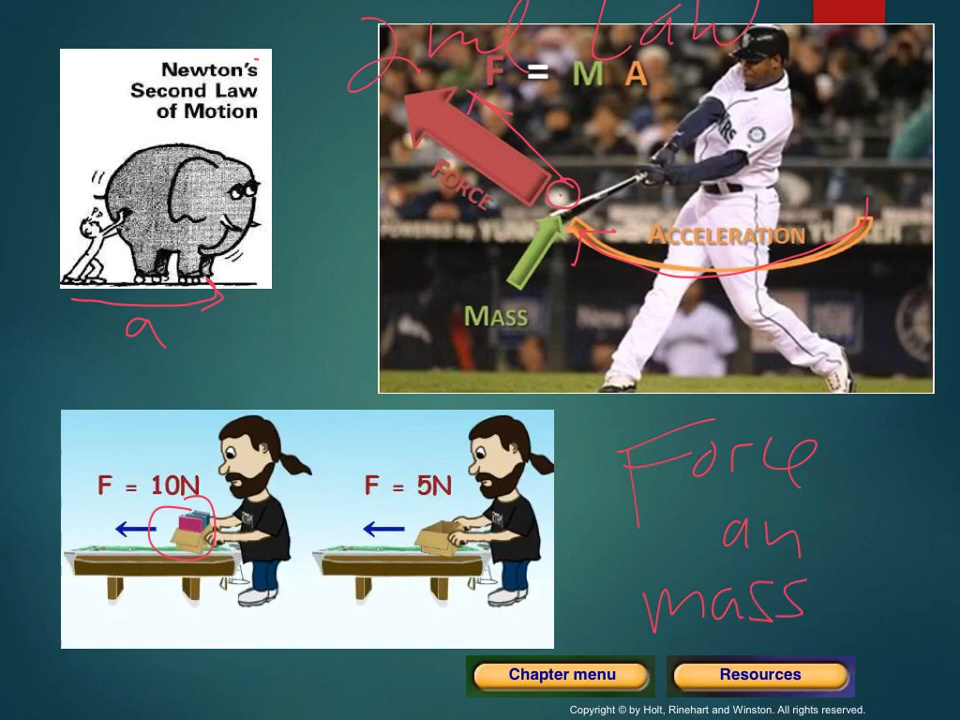 2nd Law
Newton's
Second Law
of Motion
F = M A
FORCE
ACCELERATION
MASS
a
F = 10N
F = 5N
Force
an
mass
Chapter menu
Resources
Copyright © by Holt, Rinehart and Winston. All rights reserved.